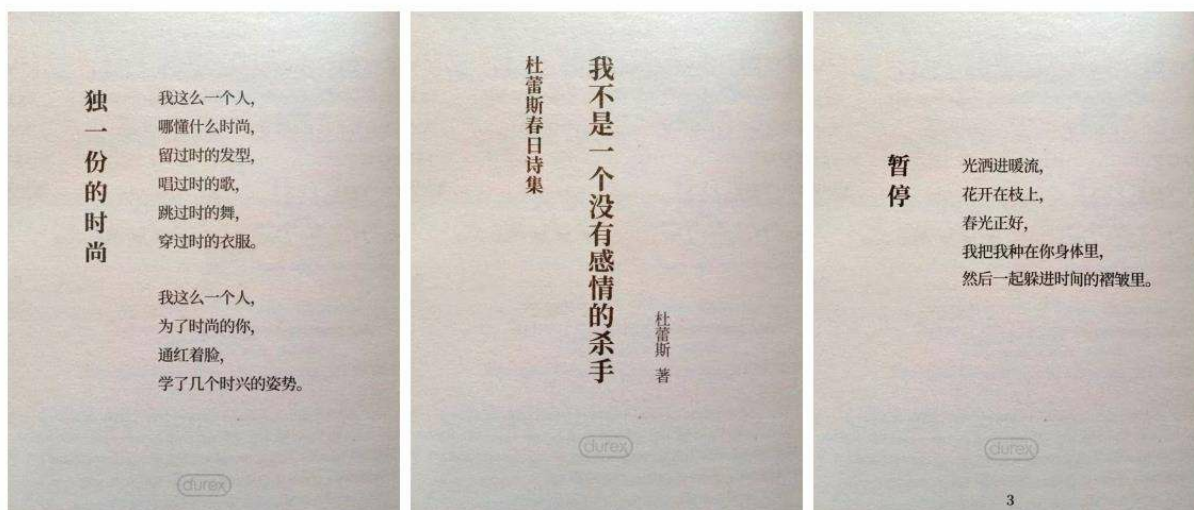 独一份的时尚
我这么一个人，
哪懂什么时尚，
留过时的发型，
唱过时的歌，
跳过时的舞，
穿过时的衣服。
我这么一个人，
为了时尚的你，
通红着脸，
学了几个时兴的姿势。
durex
杜蕾斯春日诗集
我不是一个没有感情的杀手
杜蕾斯 著
durex
暂停
光洒进暖流，
花开在枝上，
春光正好，
我把我种在你身体里，
然后一起躲进时间的褶皱里。
durex
3